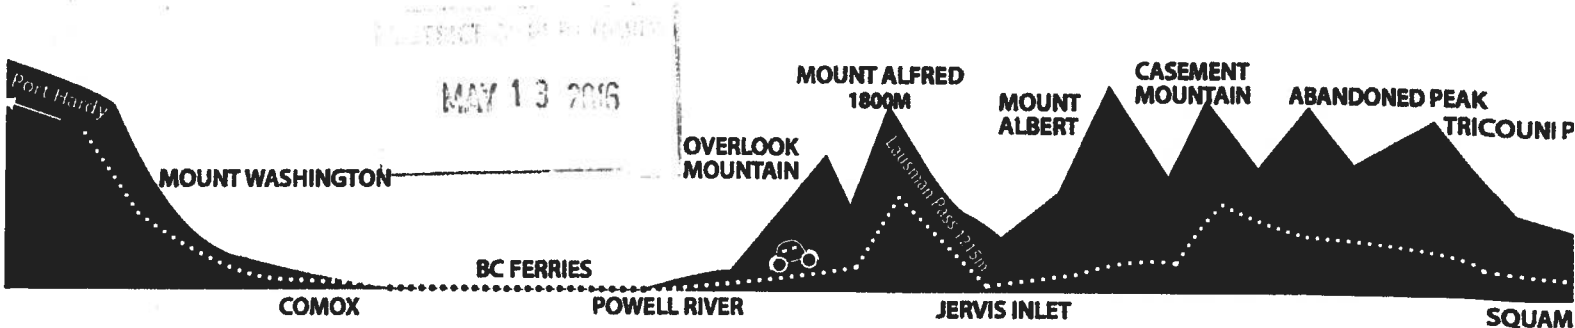 Port Hardy
MAY 13 2016
MOUNT WASHINGTON
BC FERRIES
COMOX
POWELL RIVER
OVERLOOK
MOUNTAIN
MOUNT ALFRED
1800M
Lausman Pass 1215m
JERVIS INLET
MOUNT
ALBERT
CASEMENT
MOUNTAIN
ABANDONED PEAK
TRICOUNI P
SQUAM